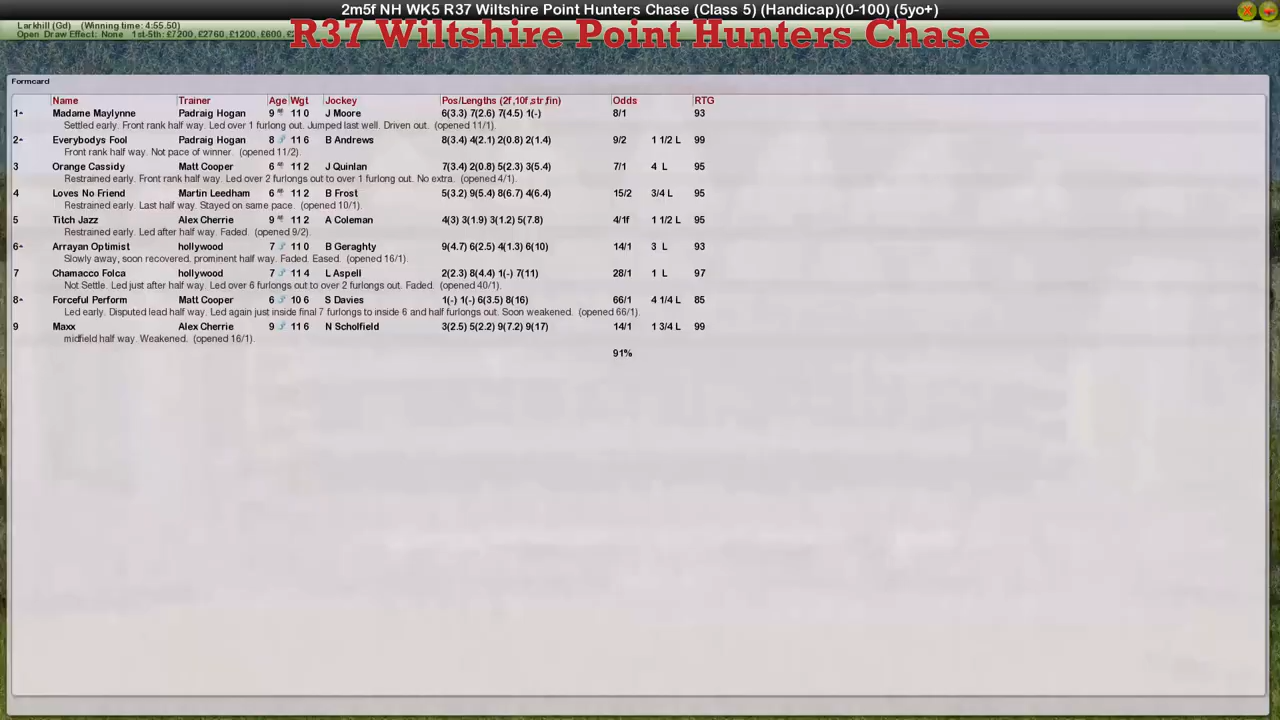 2m5f NH WK5 R37 Wiltshire Point Hunters Chase (Class 5) (Handicap)(0-100) (5yo+)
Larkhill (Gd) (Winning time: 4:55.50)
Open Draw Effect: None 1st-5th: £7200, £2760, £1200, £600,
R37 Wiltshire Point Hunters Chase
Formcard
Name Trainer Age Wgt Jockey Pos/Lengths (2f,10f,str,fin) Odds RTG
1 Madame Maylynne Padraig Hogan 9 11 0 J Moore 6(3.3) 7(2.6) 7(4.5) 1(-) 8/1 93
Settled early. Front rank half way. Led over 1 furlong out. Jumped last well. Driven out. (opened 11/1).
2 Everybodys Fool Padraig Hogan 8 11 6 B Andrews 8(3.4) 4(2.1) 2(0.8) 2(1.4) 9/2 1 1/2 L 99
Front rank half way. Not pace of winner. (opened 11/2).
3 Orange Cassidy Matt Cooper 6 11 2 J Quinlan 7(3.4) 2(0.8) 5(2.3) 3(5.4) 7/1 4 L 95
Restrained early. Front rank half way. Led over 2 furlongs out to over 1 furlong out. No extra. (opened 4/1).
4 Loves No Friend Martin Leedham 6 11 2 B Frost 5(3.2) 9(5.4) 8(6.7) 4(6.4) 15/2 3/4 L 95
Restrained early. Last half way. Stayed on same pace. (opened 10/1).
5 Titch Jazz Alex Cherrie 9 11 2 A Coleman 4(3) 3(1.9) 3(1.2) 5(7.8) 4/1f 1 1/2 L 95
Restrained early. Led after half way. Faded. (opened 9/2).
6 Arrayan Optimist hollywood 7 11 0 B Geraghty 9(4.7) 6(2.5) 4(1.3) 6(10) 14/1 3 L 93
Slowly away, soon recovered, prominent half way. Faded. Eased. (opened 16/1).
7 Chamacco Folca hollywood 7 11 4 L Aspell 2(2.3) 8(4.4) 1(-) 7(11) 28/1 1 L 97
Not Settle. Led just after half way. Led over 6 furlongs out to over 2 furlongs out. Faded. (opened 40/1).
8 Forceful Perform Matt Cooper 6 10 6 S Davies 1(-) 1(-) 6(3.5) 8(16) 66/1 4 1/4 L 85
Led early. Disputed lead half way. Led again just inside final 7 furlongs to inside 6 and half furlongs out. Soon weakened. (opened 66/1).
9 Maxx Alex Cherrie 9 11 6 N Scholfield 3(2.5) 5(2.2) 9(7.2) 9(17) 14/1 1 3/4 L 99
midfield half way. Weakened. (opened 16/1).
91%